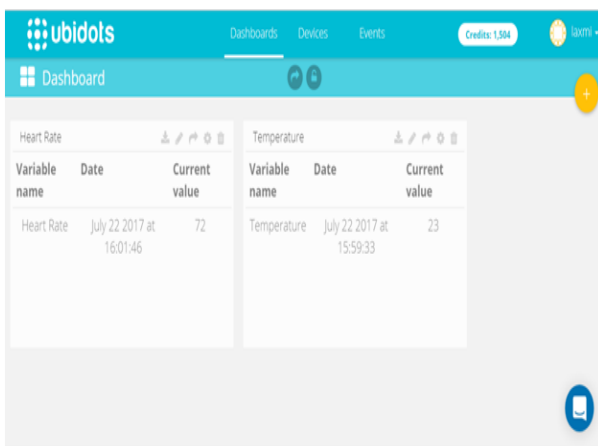 ubidots
Dashboards Devices Events
Credits: 1,504
laxmi
Dashboard
Heart Rate
Variable name Date Current value
Heart Rate July 22 2017 at 16:01:46 72
Temperature
Variable name Date Current value
Temperature July 22 2017 at 15:59:33 23